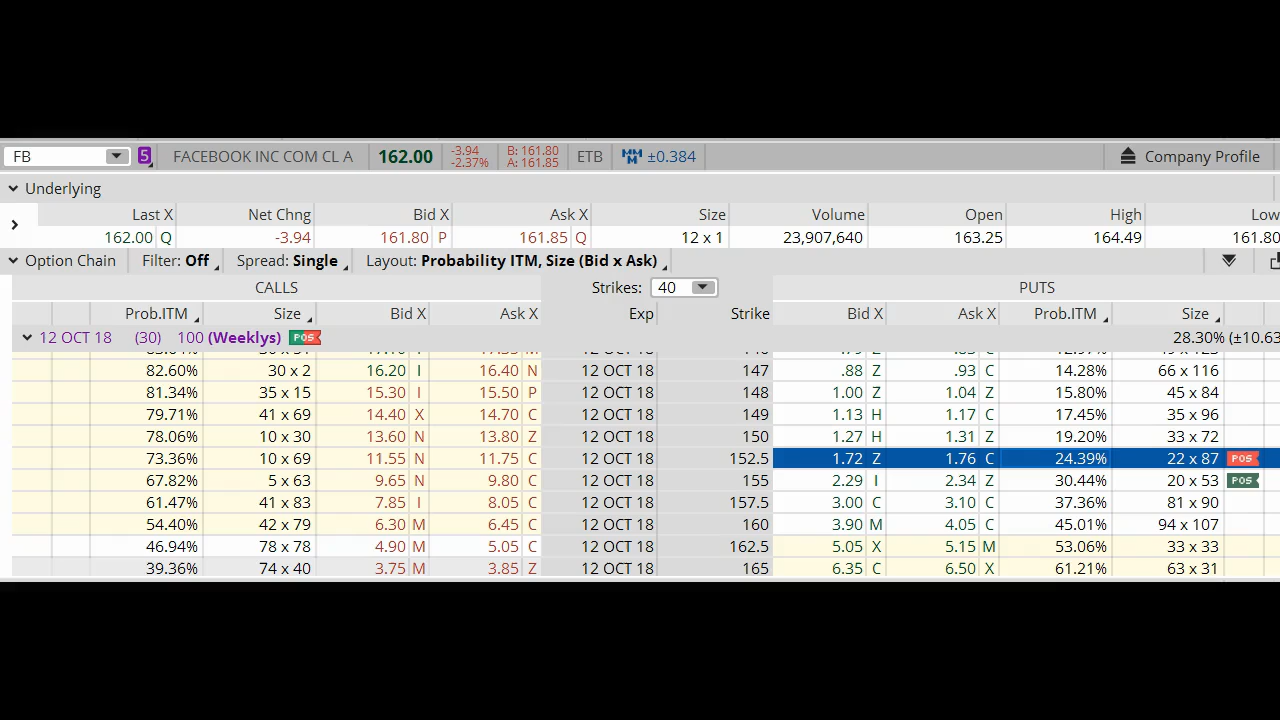 FB 5 FACEBOOK INC COM CL A 162.00 -3.94 -2.37% B: 161.80 A: 161.85 ETB MMM ±0.384 Company Profile
Underlying
Last X Net Chng Bid X Ask X Size Volume Open High Low
162.00 Q -3.94 161.80 P 161.85 Q 12 x 1 23,907,640 163.25 164.49 161.80
Option Chain Filter: Off Spread: Single Layout: Probability ITM, Size (Bid x Ask)
CALLS Strikes: 40 PUTS
Prob.ITM Size Bid X Ask X Exp Strike Bid X Ask X Prob.ITM Size
12 OCT 18 (30) 100 (Weeklys) POS 28.30% (±10.63
82.60% 30 x 2 16.20 I 16.40 N 12 OCT 18 147 .88 Z .93 C 14.28% 66 x 116
81.34% 35 x 15 15.30 I 15.50 P 12 OCT 18 148 1.00 Z 1.04 Z 15.80% 45 x 84
79.71% 41 x 69 14.40 X 14.70 C 12 OCT 18 149 1.13 H 1.17 C 17.45% 35 x 96
78.06% 10 x 30 13.60 N 13.80 Z 12 OCT 18 150 1.27 H 1.31 Z 19.20% 33 x 72
73.36% 10 x 69 11.55 N 11.75 C 12 OCT 18 152.5 1.72 Z 1.76 C 24.39% 22 x 87 POS
67.82% 5 x 63 9.65 N 9.80 C 12 OCT 18 155 2.29 I 2.34 Z 30.44% 20 x 53 POS
61.47% 41 x 83 7.85 I 8.05 C 12 OCT 18 157.5 3.00 C 3.10 C 37.36% 81 x 90
54.40% 42 x 79 6.30 M 6.45 C 12 OCT 18 160 3.90 M 4.05 C 45.01% 94 x 107
46.94% 78 x 78 4.90 M 5.05 C 12 OCT 18 162.5 5.05 X 5.15 M 53.06% 33 x 33
39.36% 74 x 40 3.75 M 3.85 Z 12 OCT 18 165 6.35 C 6.50 X 61.21% 63 x 31